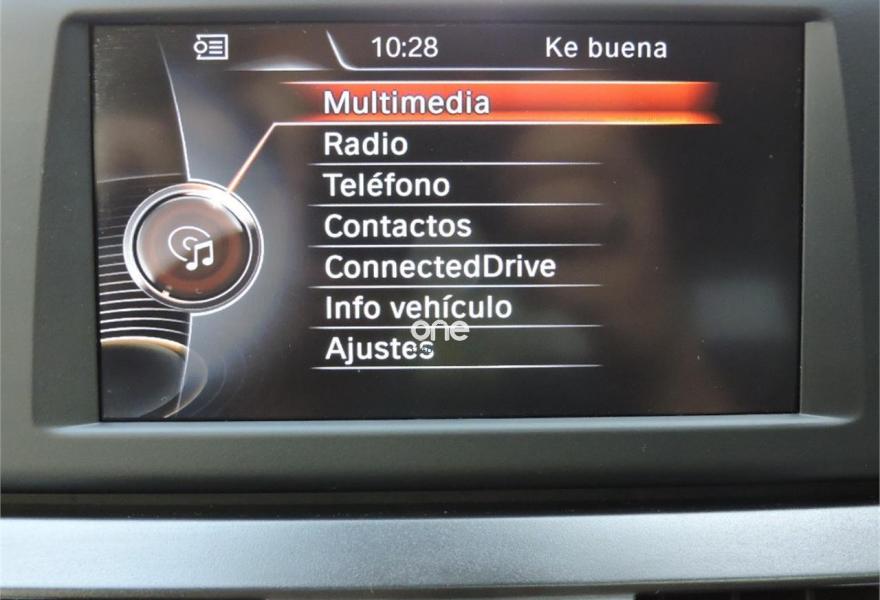 10:28 Ke buena
Multimedia
Radio
Teléfono
Contactos
ConnectedDrive
Info vehículo
one
Ajustes